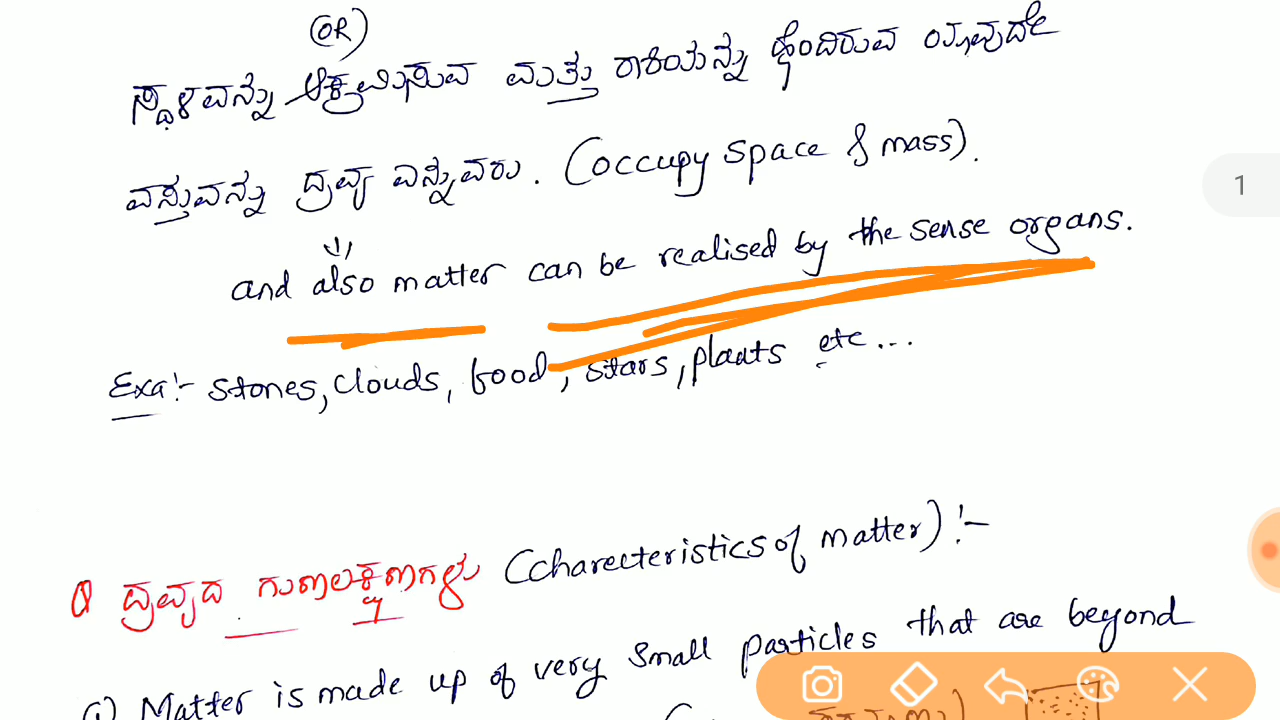 (OR)
ಸ್ಥಳವನ್ನು ಆಕ್ರಮಿಸುವ ಮತ್ತು ರಾಶಿಯನ್ನು ಹೊಂದಿರುವ ಯಾವುದೇ
ವಸ್ತುವನ್ನು ದ್ರವ್ಯ ಎನ್ನುವರು. (occupy space & mass).
and also matter can be realised by the sense organs.
Exa:- stones, clouds, food, stars, plants etc...
1
ದ್ರವ್ಯದ ಗುಣಲಕ್ಷಣಗಳು (charecteristics of matter):-
Matter is made up of very small particles that are beyond